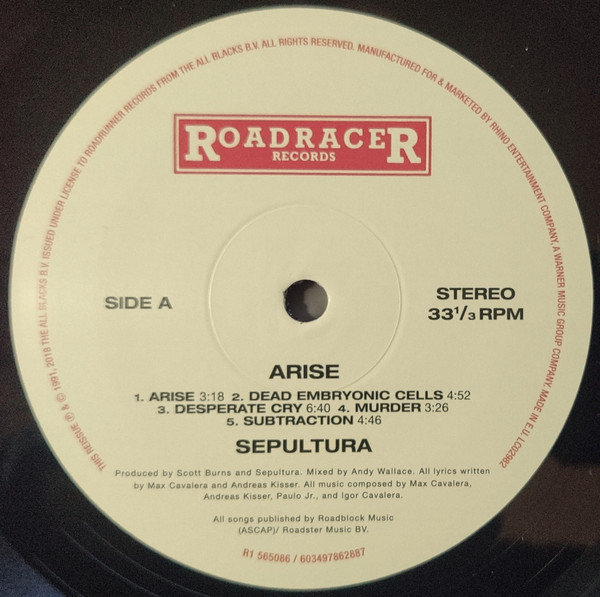 THIS REISSUE ℗ & © 1991, 2018 THE ALL BLACKS B.V. ISSUED UNDER LICENSE TO ROADRUNNER RECORDS FROM THE ALL BLACKS B.V. ALL RIGHTS RESERVED. MANUFACTURED FOR & MARKETED BY RHINO ENTERTAINMENT COMPANY, A WARNER MUSIC GROUP COMPANY. MADE IN E.U. LC02982
ROADRACER
RECORDS
SIDE A
STEREO
33¹/₃ RPM
ARISE
1. ARISE 3:18 2. DEAD EMBRYONIC CELLS 4:52
3. DESPERATE CRY 6:40 4. MURDER 3:26
5. SUBTRACTION 4:46
SEPULTURA
Produced by Scott Burns and Sepultura. Mixed by Andy Wallace. All lyrics written
by Max Cavalera and Andreas Kisser. All music composed by Max Cavalera,
Andreas Kisser, Paulo Jr., and Igor Cavalera.
All songs published by Roadblock Music
(ASCAP)/ Roadster Music BV.
R1 565086 / 603497862887